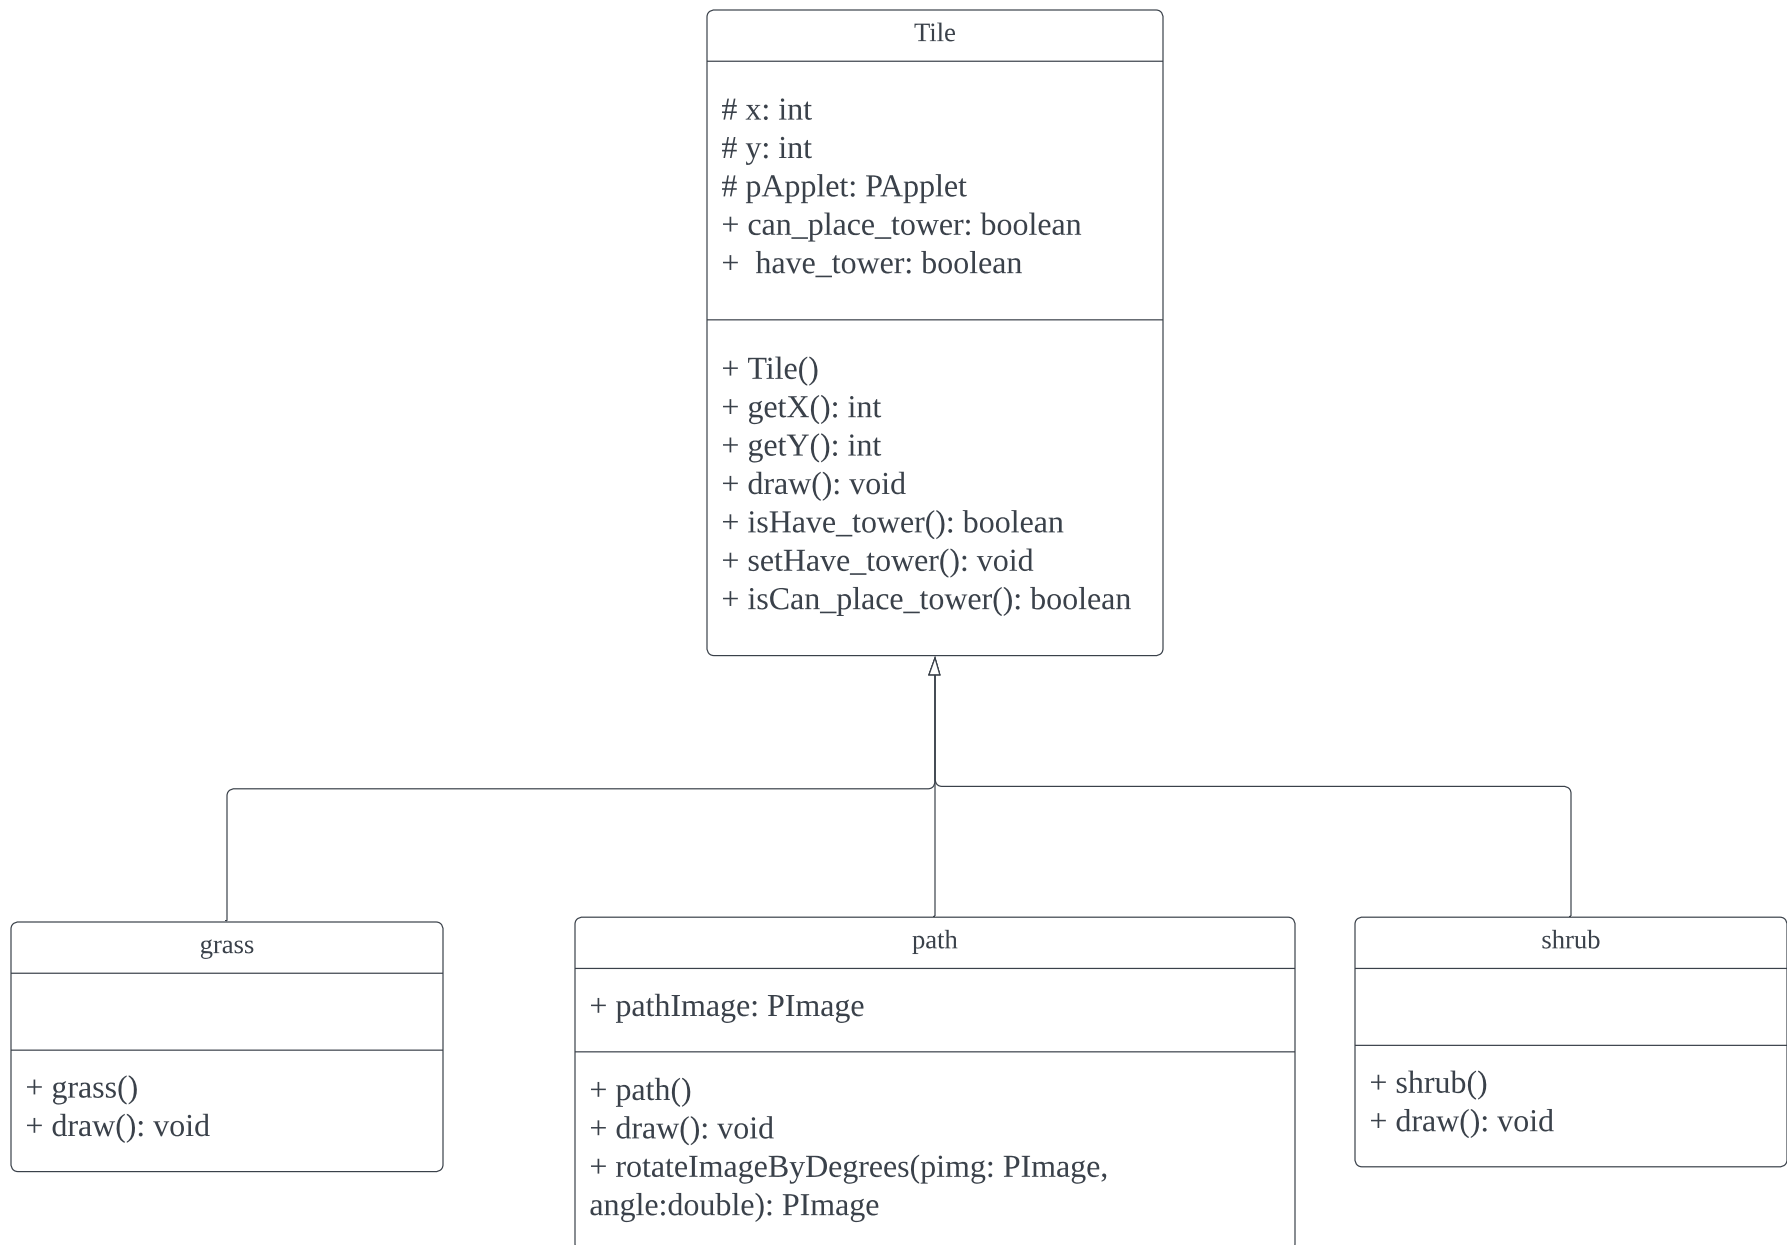 Tile
# x: int
# y: int
# pApplet: PApplet
+ can_place_tower: boolean
+  have_tower: boolean
+ Tile()
+ getX(): int
+ getY(): int
+ draw(): void
+ isHave_tower(): boolean
+ setHave_tower(): void
+ isCan_place_tower(): boolean
grass
+ grass()
+ draw(): void
path
+ pathImage: PImage
+ path()
+ draw(): void
+ rotateImageByDegrees(pimg: PImage,
angle:double): PImage
shrub
+ shrub()
+ draw(): void